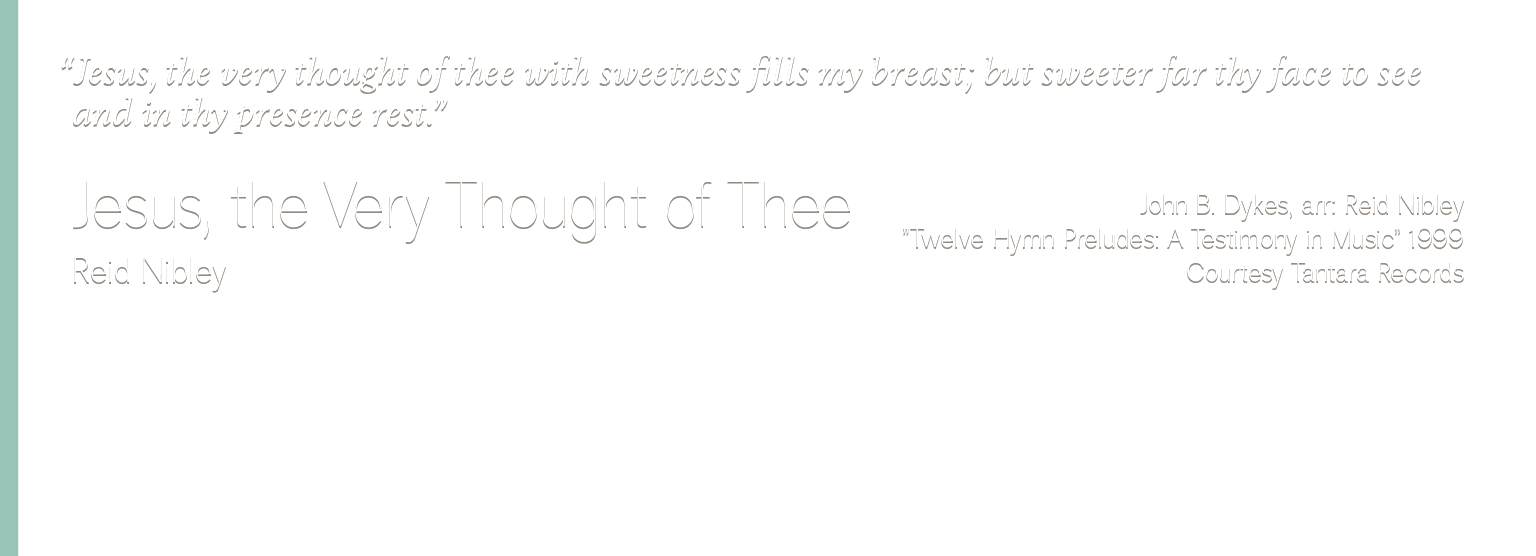 “Jesus, the very thought of thee with sweetness fills my breast; but sweeter far thy face to see
and in thy presence rest.”
Jesus, the Very Thought of Thee
Reid Nibley
John B. Dykes, arr: Reid Nibley
”Twelve Hymn Preludes: A Testimony in Music” 1999
Courtesy Tantara Records